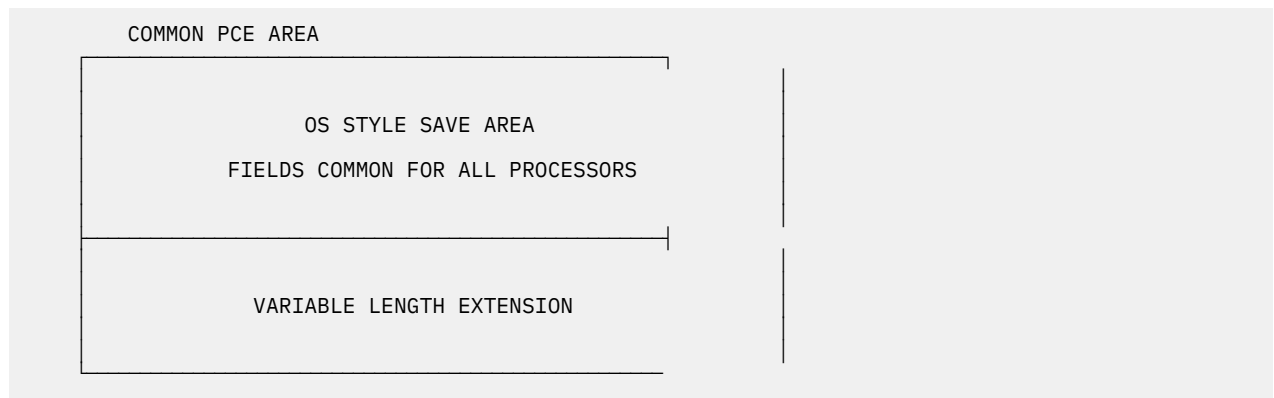 COMMON PCE AREA
OS STYLE SAVE AREA
FIELDS COMMON FOR ALL PROCESSORS
VARIABLE LENGTH EXTENSION